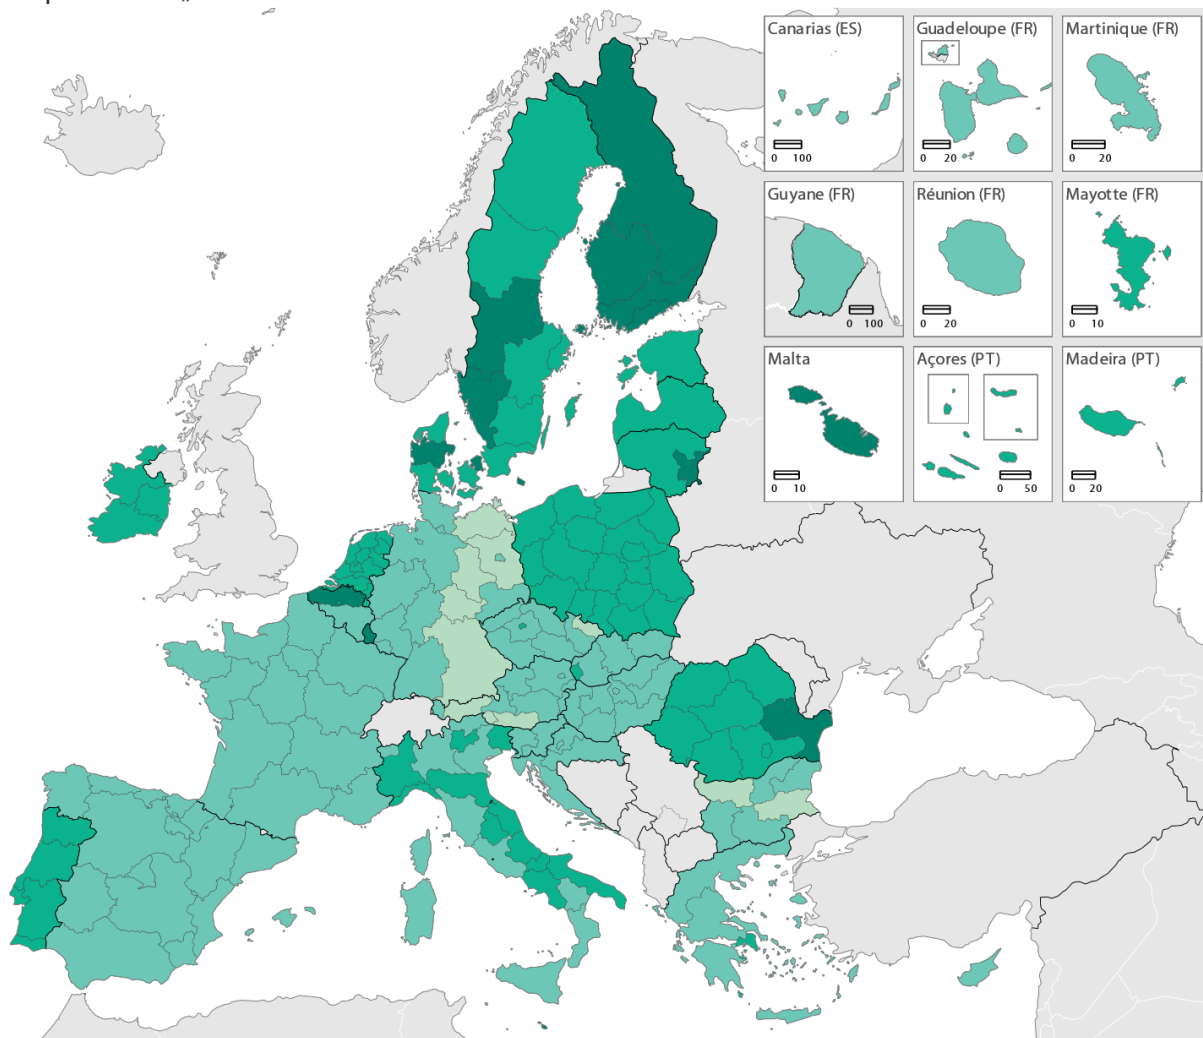 Canarias (ES)
0 100
Guadeloupe (FR)
0 20
Martinique (FR)
0 20
Guyane (FR)
0 100
Réunion (FR)
0 20
Mayotte (FR)
0 10
Malta
0 10
Açores (PT)
0 50
Madeira (PT)
0 20